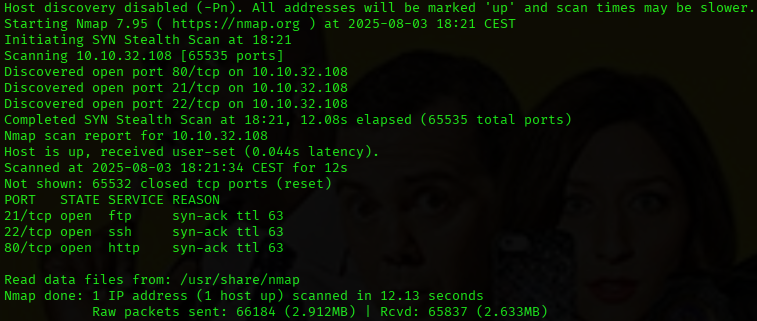 Host discovery disabled (-Pn). All addresses will be marked 'up' and scan times may be slower.
Starting Nmap 7.95 ( https://nmap.org ) at 2025-08-03 18:21 CEST
Initiating SYN Stealth Scan at 18:21
Scanning 10.10.32.108 [65535 ports]
Discovered open port 80/tcp on 10.10.32.108
Discovered open port 21/tcp on 10.10.32.108
Discovered open port 22/tcp on 10.10.32.108
Completed SYN Stealth Scan at 18:21, 12.08s elapsed (65535 total ports)
Nmap scan report for 10.10.32.108
Host is up, received user-set (0.044s latency).
Scanned at 2025-08-03 18:21:34 CEST for 12s
Not shown: 65532 closed tcp ports (reset)
PORT   STATE SERVICE REASON
21/tcp open  ftp     syn-ack ttl 63
22/tcp open  ssh     syn-ack ttl 63
80/tcp open  http    syn-ack ttl 63
Read data files from: /usr/share/nmap
Nmap done: 1 IP address (1 host up) scanned in 12.13 seconds
           Raw packets sent: 66184 (2.912MB) | Rcvd: 65837 (2.633MB)